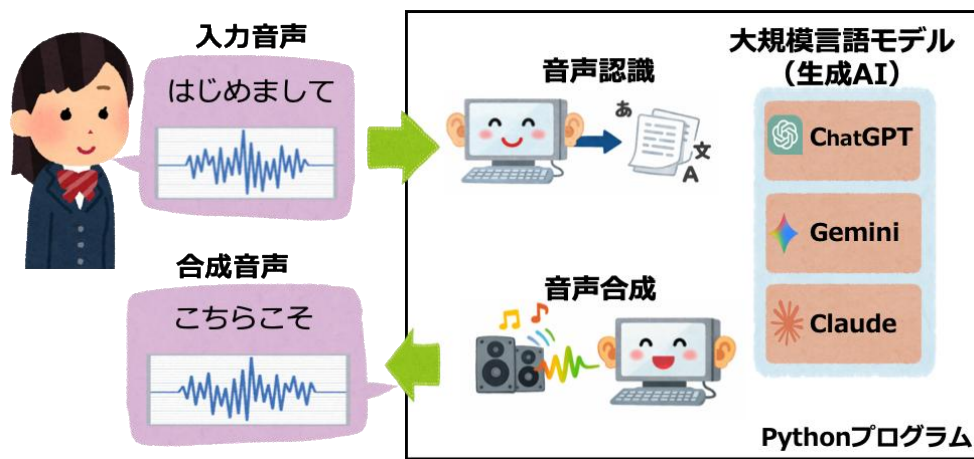 入力音声
はじめまして
合成音声
こちらこそ
音声認識
あ
文
A
音声合成
大規模言語モデル
(生成AI)
ChatGPT
Gemini
Claude
Pythonプログラム